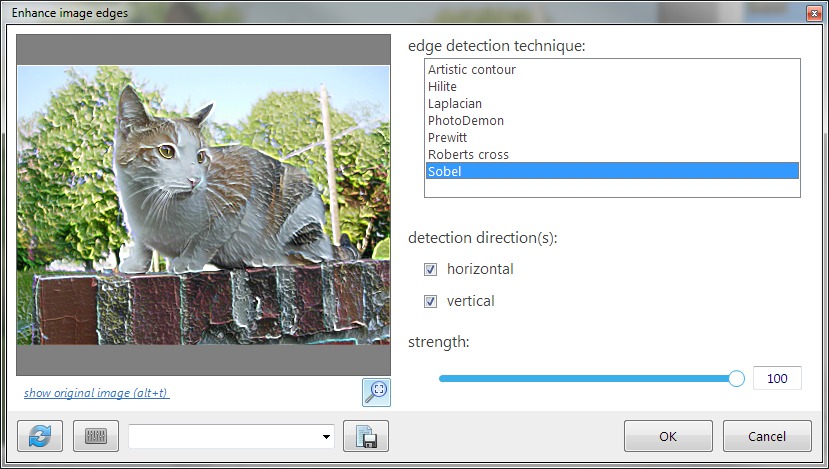 Enhance image edges
edge detection technique:
Artistic contour
Hilite
Laplacian
PhotoDemon
Prewitt
Roberts cross
Sobel
detection direction(s):
horizontal
vertical
strength:
100
show original image (alt+t)
OK
Cancel